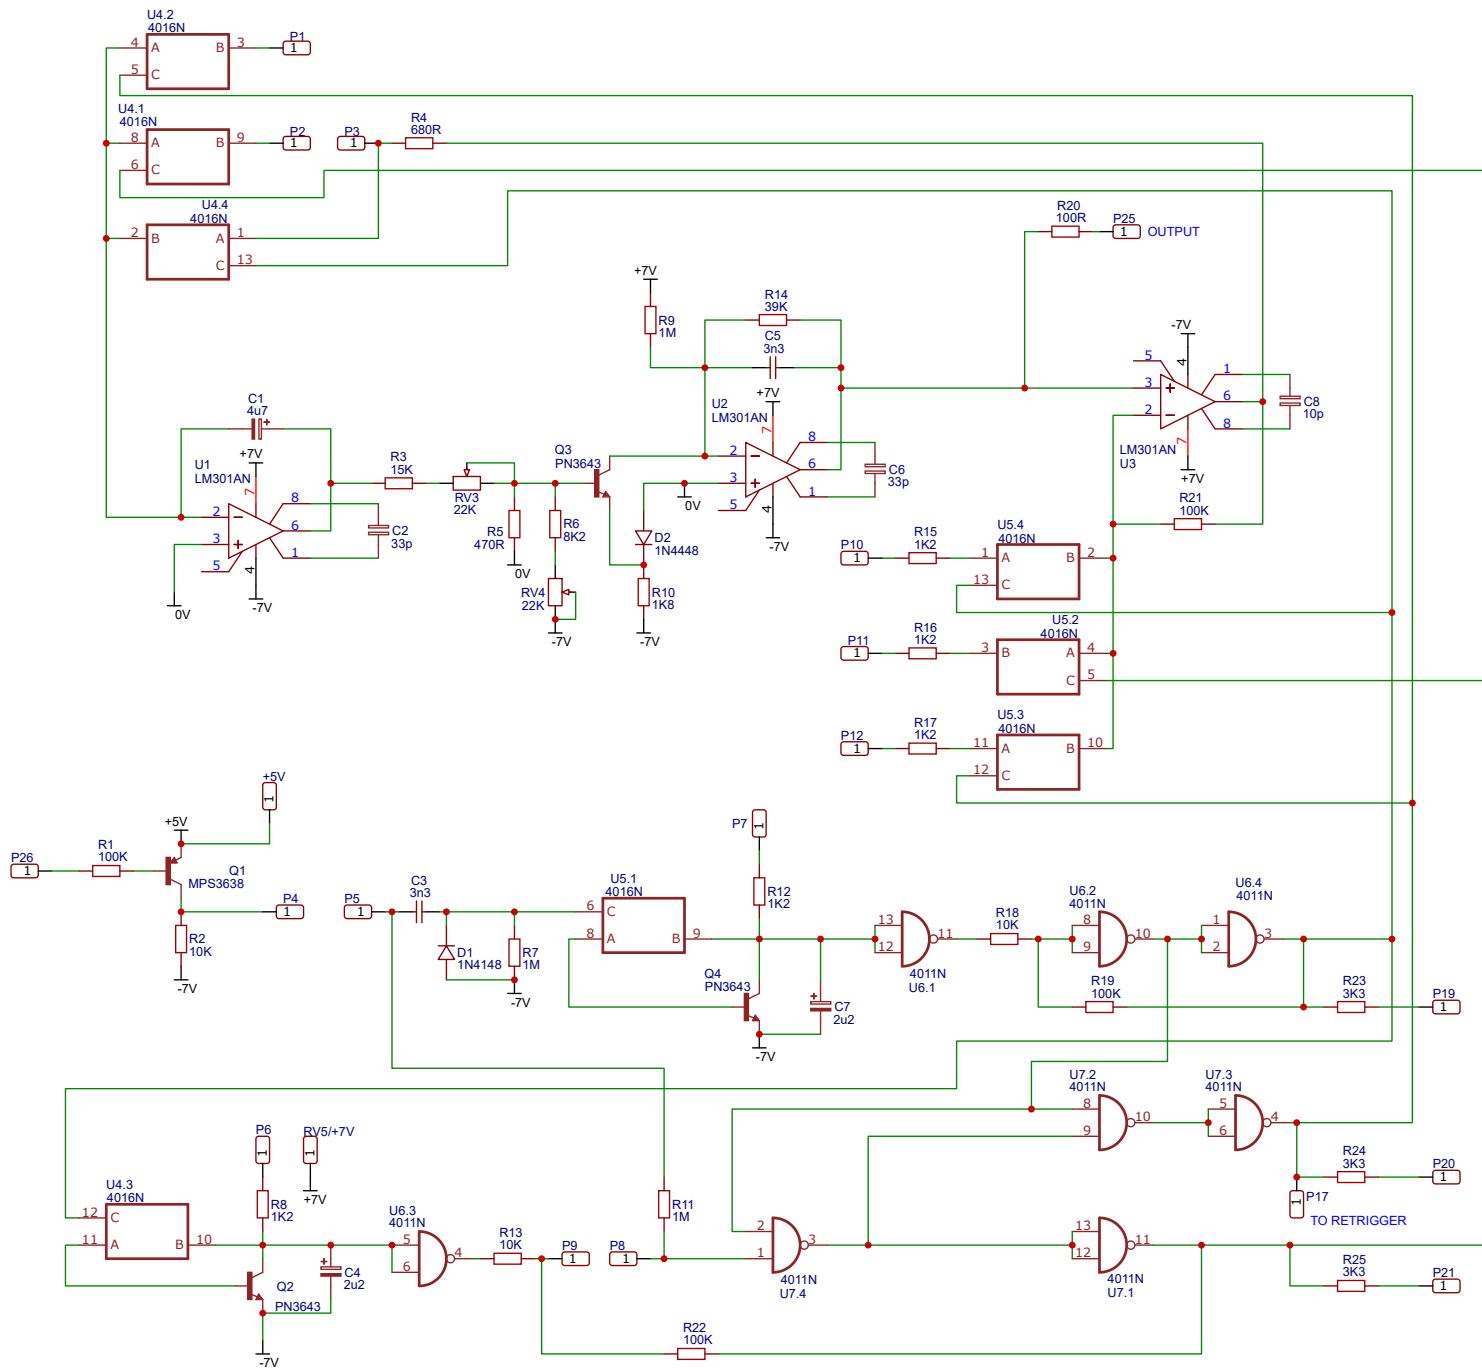 U4.2
4016N
4 A B 3
5 C
P1
1
U4.1
4016N
8 A B 9
6 C
P2
1
P3
1
R4
680R
U4.4
4016N
2 B A 1
C 13
R20
100R
P25
1 OUTPUT
+7V
R9
1M
R14
39K
C5
3n3
+7V
U2
LM301AN
7
2
3
5
8
6
1
4
-7V
C6
33p
-7V
4
5
3
2
1
6
8
7
LM301AN
U3
+7V
C8
10p
R21
100K
C1
4u7
+
+7V
U1
LM301AN
7
2
3
5
8
6
1
4
0V
-7V
C2
33p
R3
15K
RV3
22K
R5
470R
0V
R6
8K2
RV4
22K
-7V
Q3
PN3643
0V
D2
1N4448
R10
1K8
-7V
P10
1
R15
1K2
U5.4
4016N
1 A B 2
13 C
P11
1
R16
1K2
U5.2
4016N
3 B A 4
C 5
P12
1
R17
1K2
U5.3
4016N
11 A B 10
12 C
+5V
1
+5V
P26
1
R1
100K
Q1
MPS3638
P4
1
R2
10K
-7V
P5
1
C3
3n3
D1
1N4148
R7
1M
-7V
U5.1
4016N
6 C
8 A B 9
P7
1
R12
1K2
Q4
PN3643
+
C7
2u2
-7V
13
12
11
4011N
U6.1
R18
10K
U6.2
4011N
8
9
10
U6.4
4011N
1
2
3
R19
100K
R23
3K3
P19
1
U7.2
4011N
8
9
10
U7.3
4011N
5
6
4
R24
3K3
P20
1
1
P17
TO RETRIGGER
P6
1
RV5/+7V
1
+7V
U4.3
4016N
12 C
11 A B 10
R8
1K2
Q2
PN3643
+
C4
2u2
-7V
U6.3
4011N
5
6
4
R13
10K
P9
1
P8
1
R11
1M
2
1
3
4011N
U7.4
13
12
11
4011N
U7.1
R25
3K3
P21
1
R22
100K